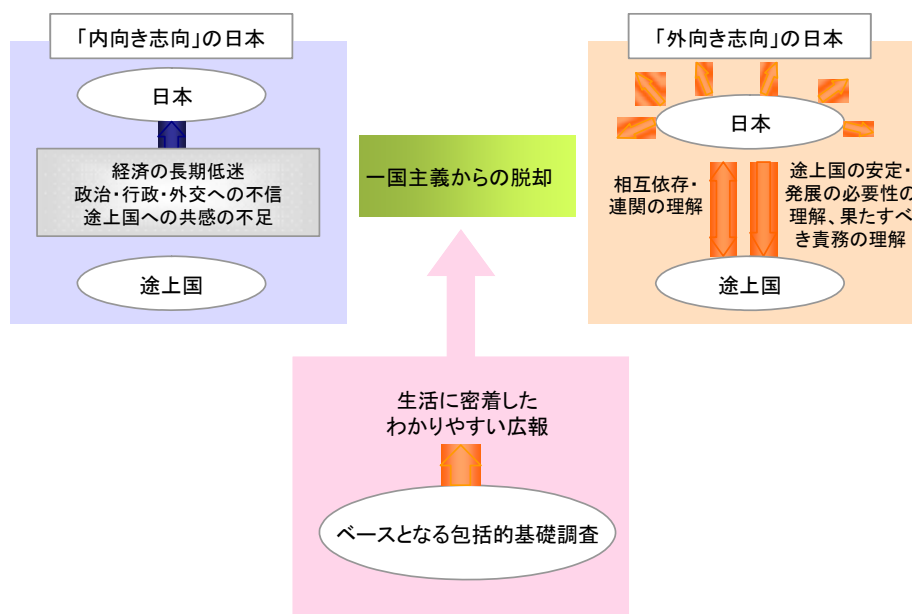 「内向き志向」の日本
日本
経済の長期低迷
政治・行政・外交への不信
途上国への共感の不足
途上国
一国主義からの脱却
「外向き志向」の日本
日本
相互依存・
連関の理解
途上国の安定・
発展の必要性の
理解、果たすべ
き責務の理解
途上国
生活に密着した
わかりやすい広報
ベースとなる包括的基礎調査